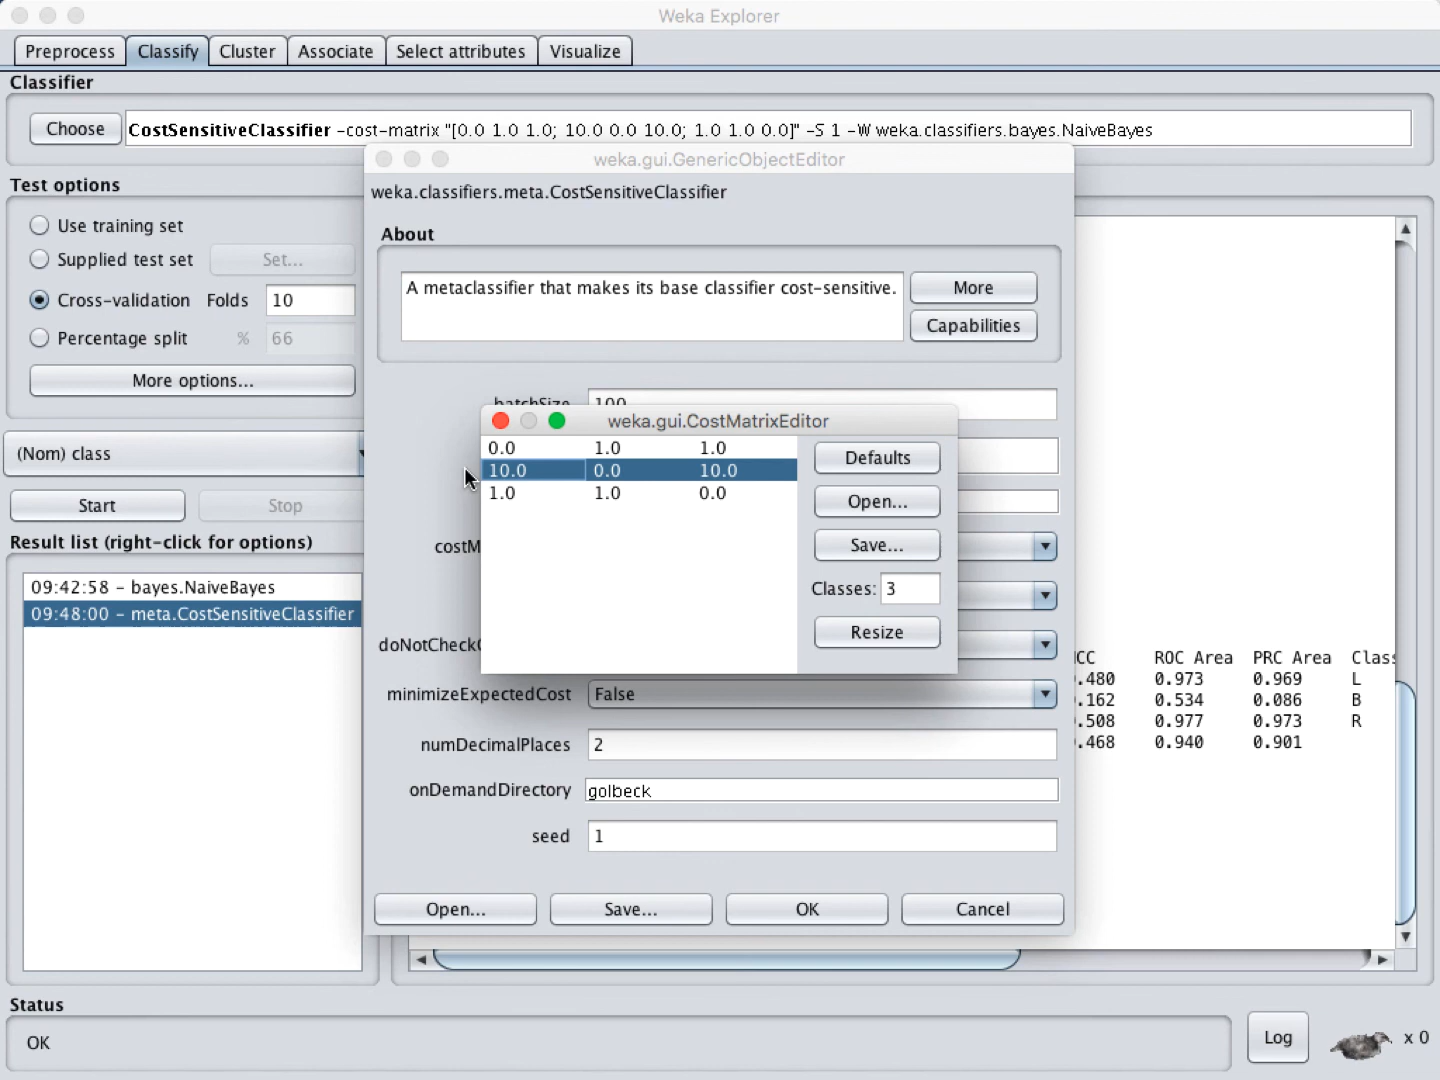 Weka Explorer
Preprocess Classify Cluster Associate Select attributes Visualize
Classifier
Choose CostSensitiveClassifier -cost-matrix "[0.0 1.0 1.0; 10.0 0.0 10.0; 1.0 1.0 0.0]" -S 1 -W weka.classifiers.bayes.NaiveBayes
weka.gui.GenericObjectEditor
weka.classifiers.meta.CostSensitiveClassifier
Test options
Use training set
Supplied test set Set...
Cross-validation Folds 10
Percentage split % 66
More options...
(Nom) class
Start Stop
Result list (right-click for options)
09:42:58 - bayes.NaiveBayes
09:48:00 - meta.CostSensitiveClassifier
About
A metaclassifier that makes its base classifier cost-sensitive.
More
Capabilities
batchSize 100
weka.gui.CostMatrixEditor
0.0 1.0 1.0
10.0 0.0 10.0
1.0 1.0 0.0
Defaults
Open...
Save...
Classes: 3
Resize
costM
doNotCheckC
minimizeExpectedCost False
numDecimalPlaces 2
onDemandDirectory golbeck
seed 1
Open... Save... OK Cancel
CC ROC Area PRC Area Class
.480 0.973 0.969 L
.162 0.534 0.086 B
.508 0.977 0.973 R
.468 0.940 0.901
Status
OK
Log x 0